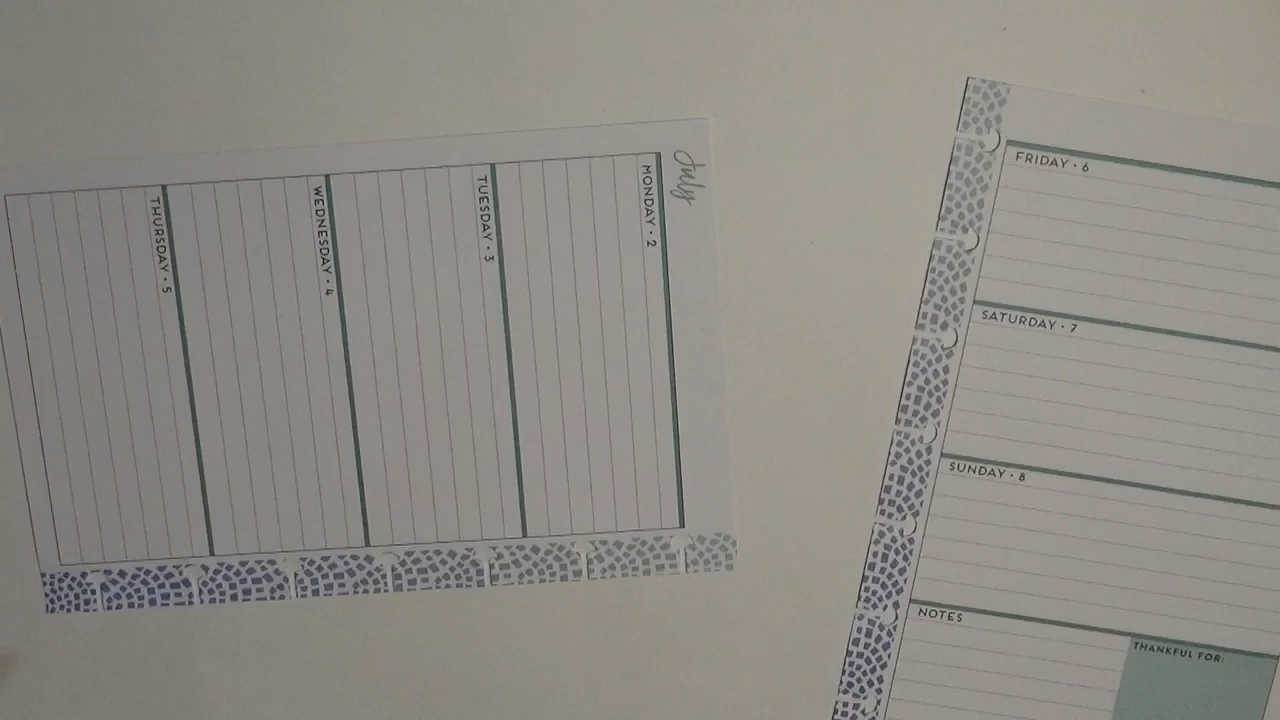 July
MONDAY • 2
TUESDAY • 3
WEDNESDAY • 4
THURSDAY • 5
FRIDAY • 6
SATURDAY • 7
SUNDAY • 8
NOTES
THANKFUL FOR: